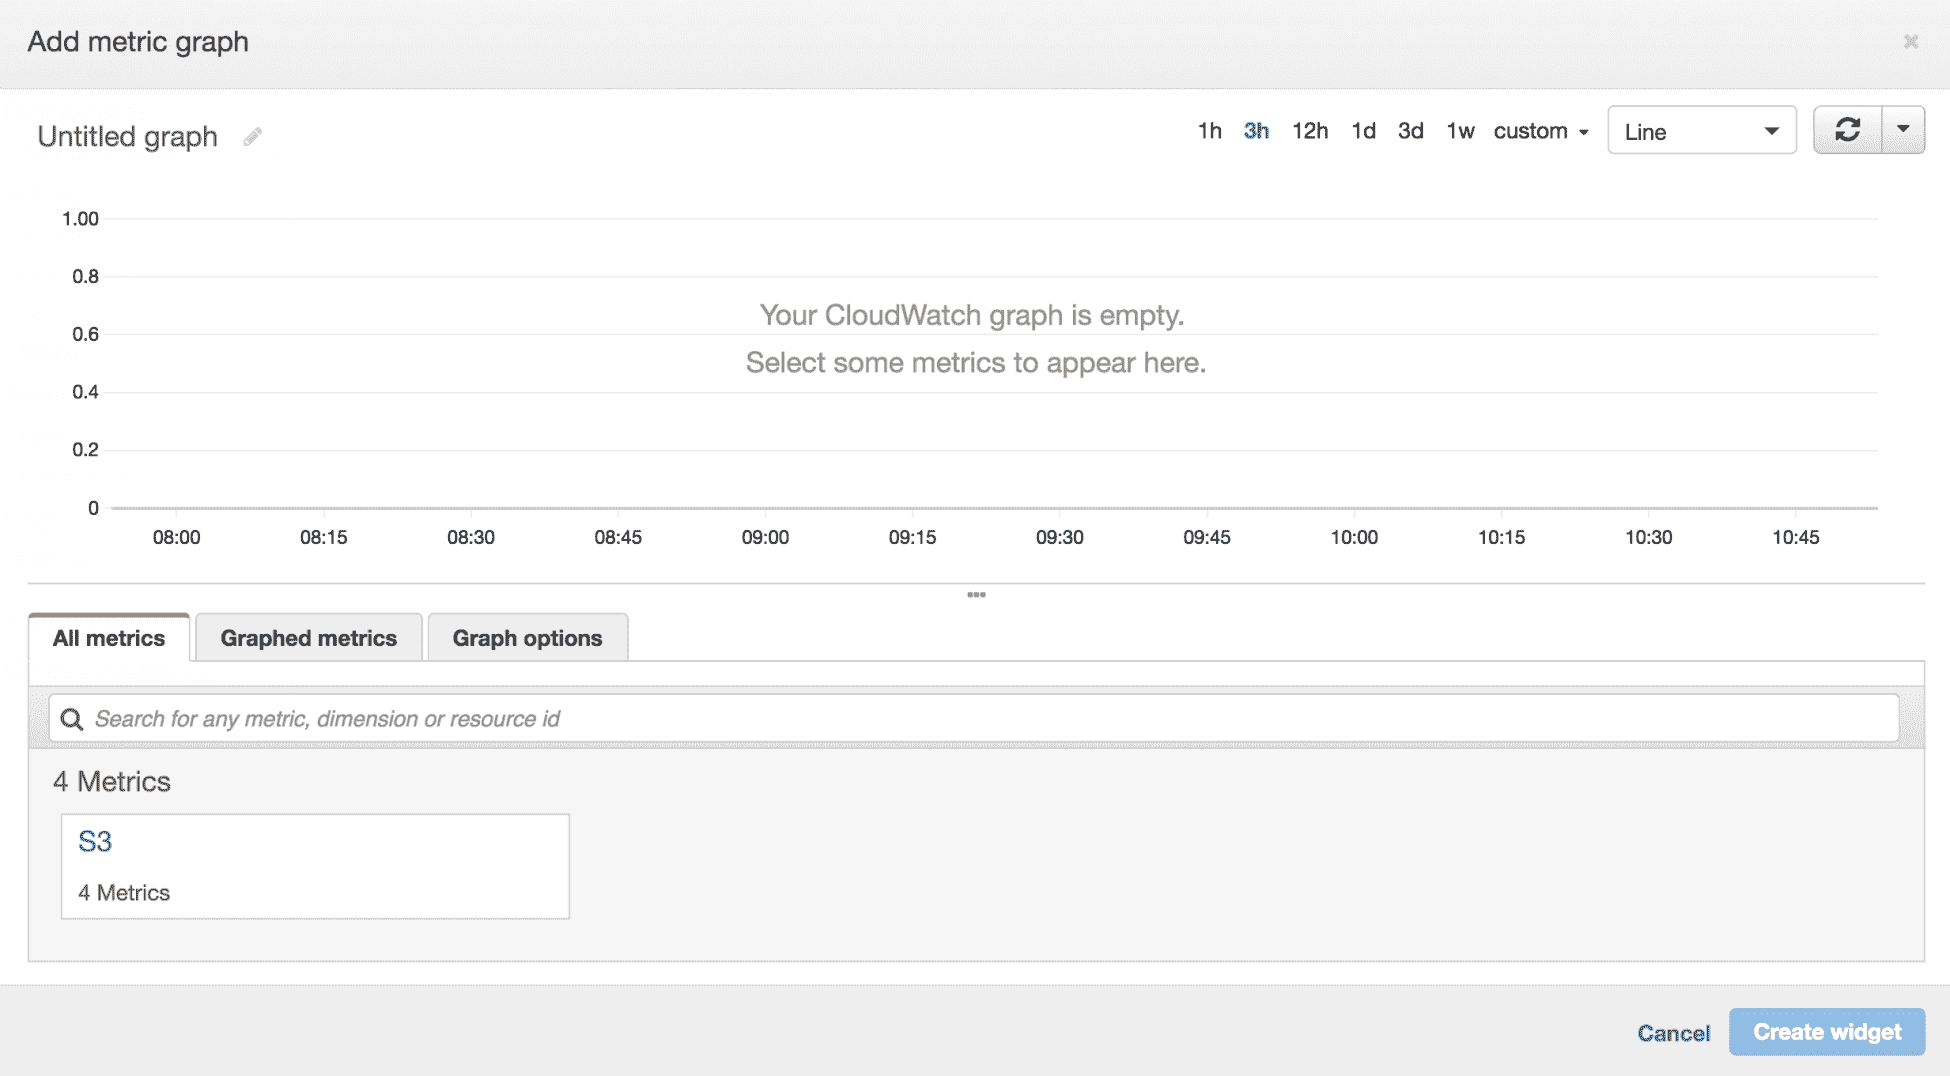 Add metric graph
Untitled graph
1h 3h 12h 1d 3d 1w custom Line
1.00
0.8
0.6
0.4
0.2
0
Your CloudWatch graph is empty.
Select some metrics to appear here.
08:00 08:15 08:30 08:45 09:00 09:15 09:30 09:45 10:00 10:15 10:30 10:45
All metrics Graphed metrics Graph options
Search for any metric, dimension or resource id
4 Metrics
S3
4 Metrics
Cancel Create widget